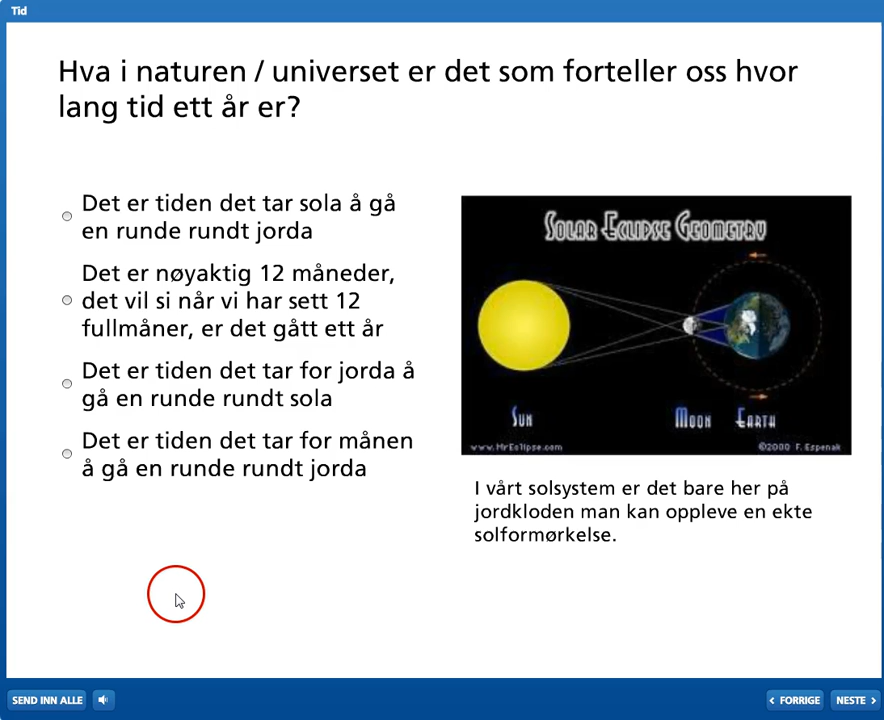 Tid
Hva i naturen / universet er det som forteller oss hvor
lang tid ett år er?
Det er tiden det tar sola å gå
en runde rundt jorda
Det er nøyaktig 12 måneder,
det vil si når vi har sett 12
fullmåner, er det gått ett år
Det er tiden det tar for jorda å
gå en runde rundt sola
Det er tiden det tar for månen
å gå en runde rundt jorda
Solar Eclipse Geometry
Sun
Moon
Earth
www.MrEclipse.com
©2000 F. Espenak
I vårt solsystem er det bare her på
jordkloden man kan oppleve en ekte
solformørkelse.
SEND INN ALLE
FORRIGE
NESTE